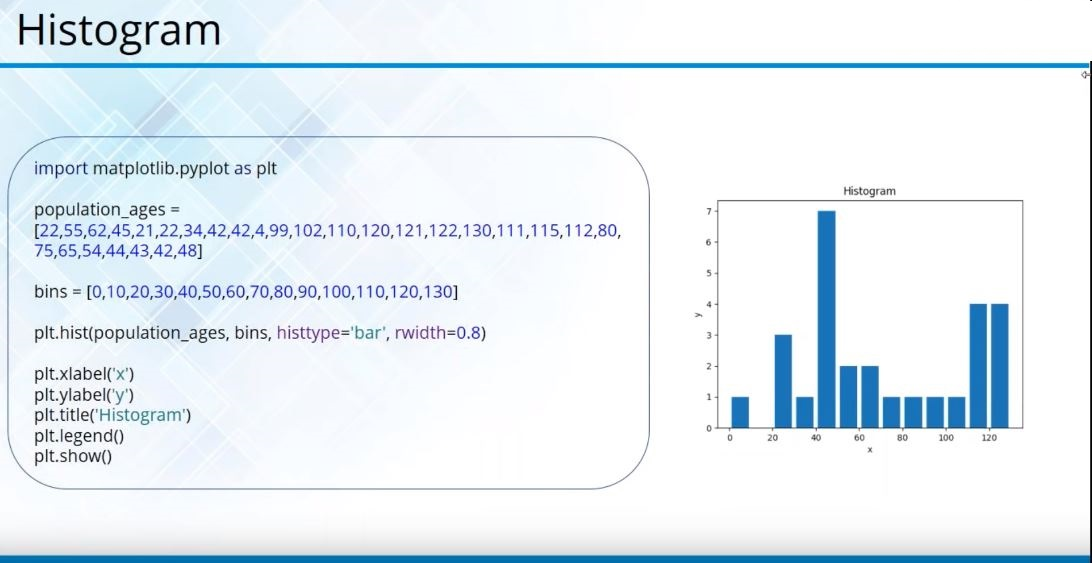 Histogram
import matplotlib.pyplot as plt
population_ages =
[22,55,62,45,21,22,34,42,42,4,99,102,110,120,121,122,130,111,115,112,80,
75,65,54,44,43,42,48]
bins = [0,10,20,30,40,50,60,70,80,90,100,110,120,130]
plt.hist(population_ages, bins, histtype='bar', rwidth=0.8)
plt.xlabel('x')
plt.ylabel('y')
plt.title('Histogram')
plt.legend()
plt.show()
Histogram
7
6
5
4
3
2
1
0
y
0 20 40 60 80 100 120
x